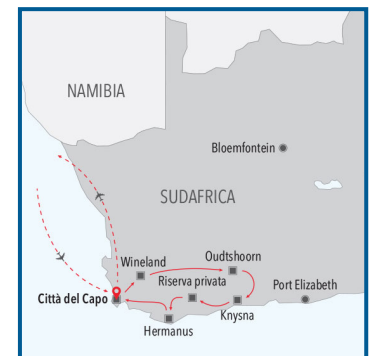 NAMIBIA
Bloemfontein
SUDAFRICA
Oudtshoorn
Wineland
Riserva privata
Port Elizabeth
Città del Capo
Knysna
Hermanus